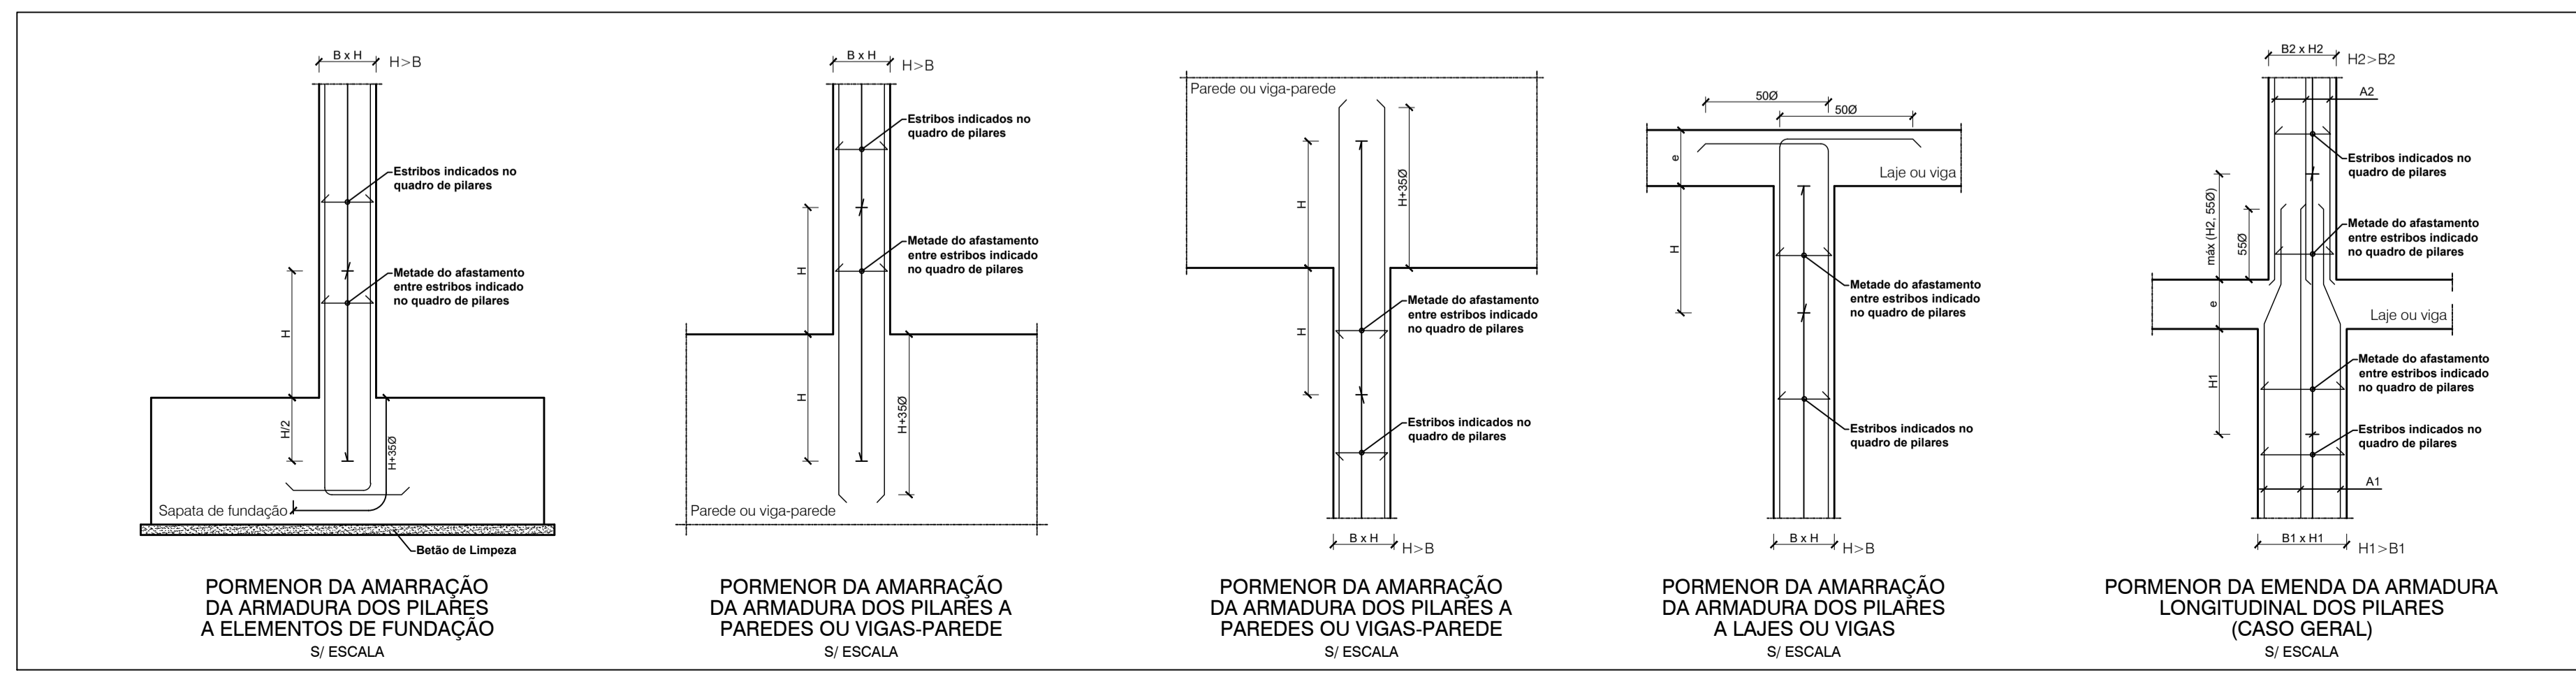 B x H
H>B
Estribos indicados no
quadro de pilares
Metade do afastamento
entre estribos indicado
no quadro de pilares
H
H/2
H+35Ø
Sapata de fundação
Betão de Limpeza
PORMENOR DA AMARRAÇÃO
DA ARMADURA DOS PILARES
A ELEMENTOS DE FUNDAÇÃO
S/ ESCALA
B x H
H>B
Estribos indicados no
quadro de pilares
Metade do afastamento
entre estribos indicado
no quadro de pilares
H
H
H+35Ø
Parede ou viga-parede
PORMENOR DA AMARRAÇÃO
DA ARMADURA DOS PILARES A
PAREDES OU VIGAS-PAREDE
S/ ESCALA
Parede ou viga-parede
H
H+35Ø
H
Metade do afastamento
entre estribos indicado
no quadro de pilares
Estribos indicados no
quadro de pilares
B x H
H>B
PORMENOR DA AMARRAÇÃO
DA ARMADURA DOS PILARES A
PAREDES OU VIGAS-PAREDE
S/ ESCALA
50Ø
50Ø
e
Laje ou viga
H
Metade do afastamento
entre estribos indicado
no quadro de pilares
Estribos indicados no
quadro de pilares
B x H
H>B
PORMENOR DA AMARRAÇÃO
DA ARMADURA DOS PILARES
A LAJES OU VIGAS
S/ ESCALA
B2 x H2
H2>B2
A2
Estribos indicados no
quadro de pilares
máx (H2, 55Ø)
55Ø
Metade do afastamento
entre estribos indicado
no quadro de pilares
e
Laje ou viga
H1
Metade do afastamento
entre estribos indicado
no quadro de pilares
Estribos indicados no
quadro de pilares
A1
B1 x H1
H1>B1
PORMENOR DA EMENDA DA ARMADURA
LONGITUDINAL DOS PILARES
(CASO GERAL)
S/ ESCALA